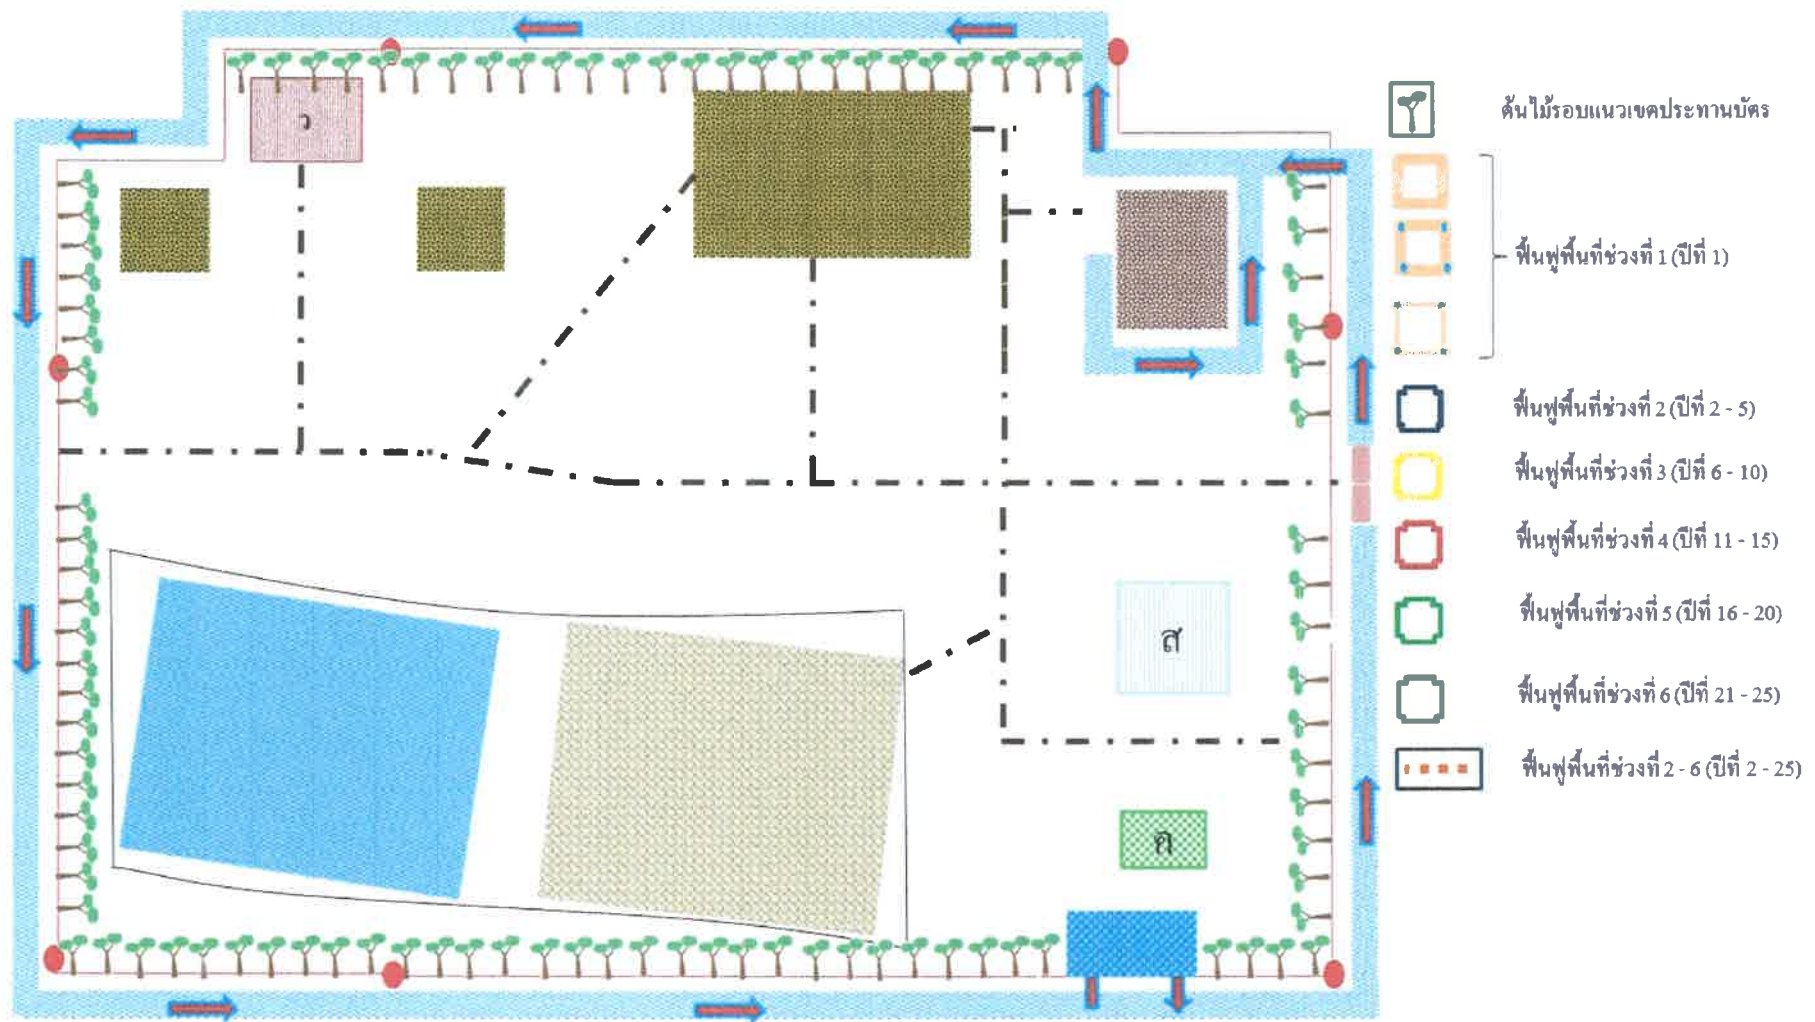 ว
ส
ค
ต้นไม้รอบแนวเขตประทานบัตร
ฟื้นฟูพื้นที่ช่วงที่ 1 (ปีที่ 1)
ฟื้นฟูพื้นที่ช่วงที่ 2 (ปีที่ 2 - 5)
ฟื้นฟูพื้นที่ช่วงที่ 3 (ปีที่ 6 - 10)
ฟื้นฟูพื้นที่ช่วงที่ 4 (ปีที่ 11 - 15)
ฟื้นฟูพื้นที่ช่วงที่ 5 (ปีที่ 16 - 20)
ฟื้นฟูพื้นที่ช่วงที่ 6 (ปีที่ 21 - 25)
ฟื้นฟูพื้นที่ช่วงที่ 2 - 6 (ปีที่ 2 - 25)